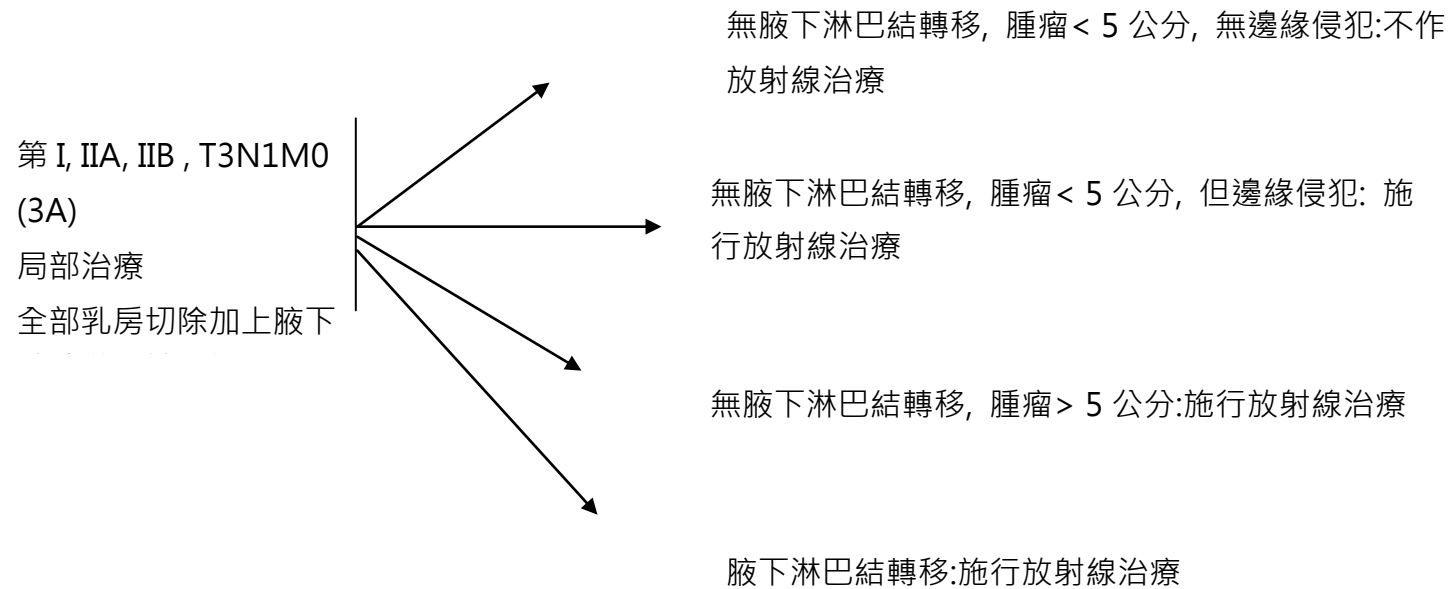 第 I, IIA, IIB , T3N1M0
(3A)
局部治療
全部乳房切除加上腋下
無腋下淋巴結轉移, 腫瘤< 5 公分, 無邊緣侵犯:不作
放射線治療
無腋下淋巴結轉移, 腫瘤< 5 公分, 但邊緣侵犯: 施
行放射線治療
無腋下淋巴結轉移, 腫瘤> 5 公分:施行放射線治療
腋下淋巴結轉移:施行放射線治療